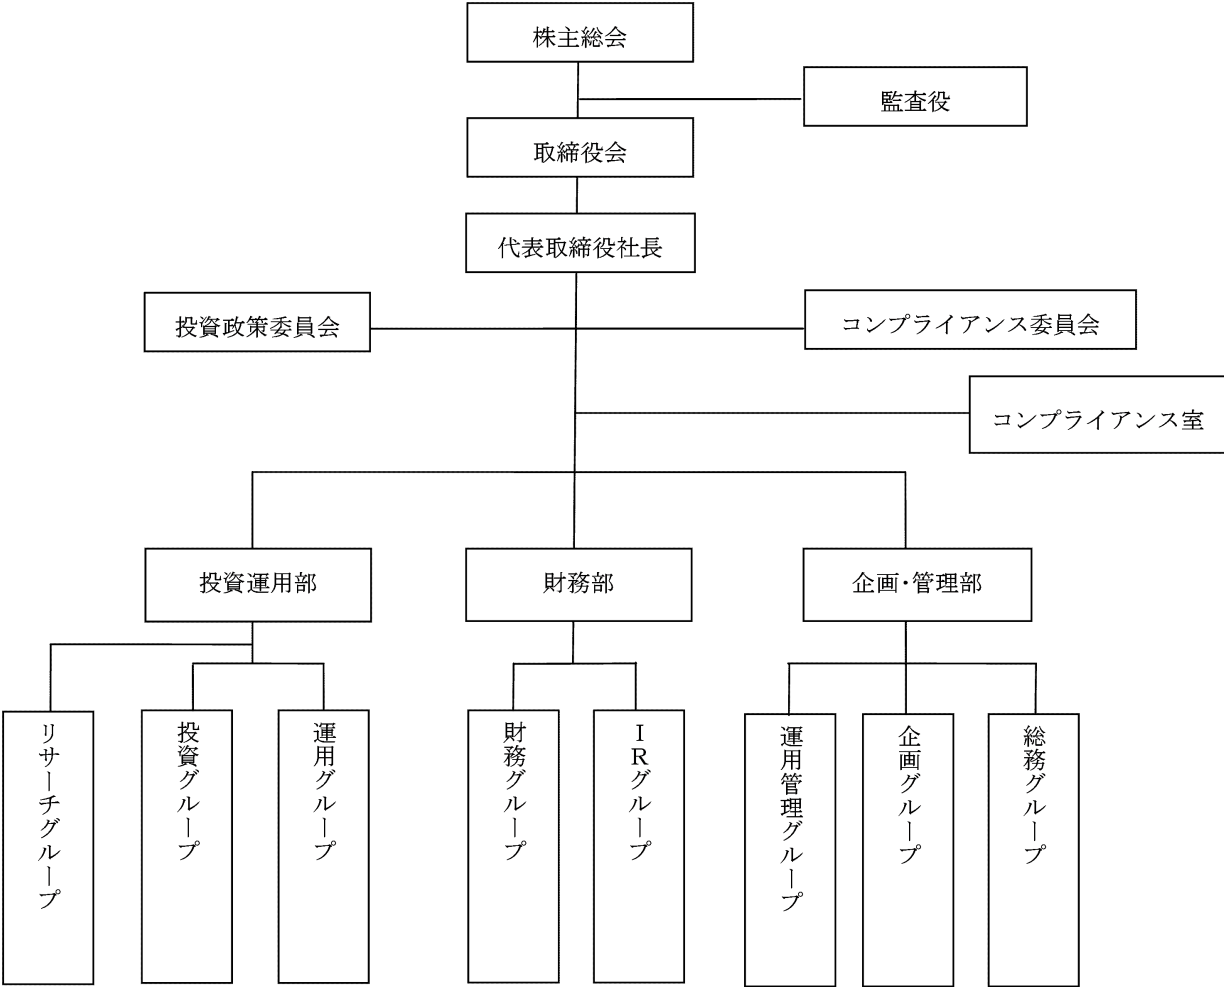 株主総会
監査役
取締役会
代表取締役社長
投資政策委員会
コンプライアンス委員会
コンプライアンス室
投資運用部
財務部
企画・管理部
リサーチグループ
投資グループ
運用グループ
財務グループ
ＩＲグループ
運用管理グループ
企画グループ
総務グループ